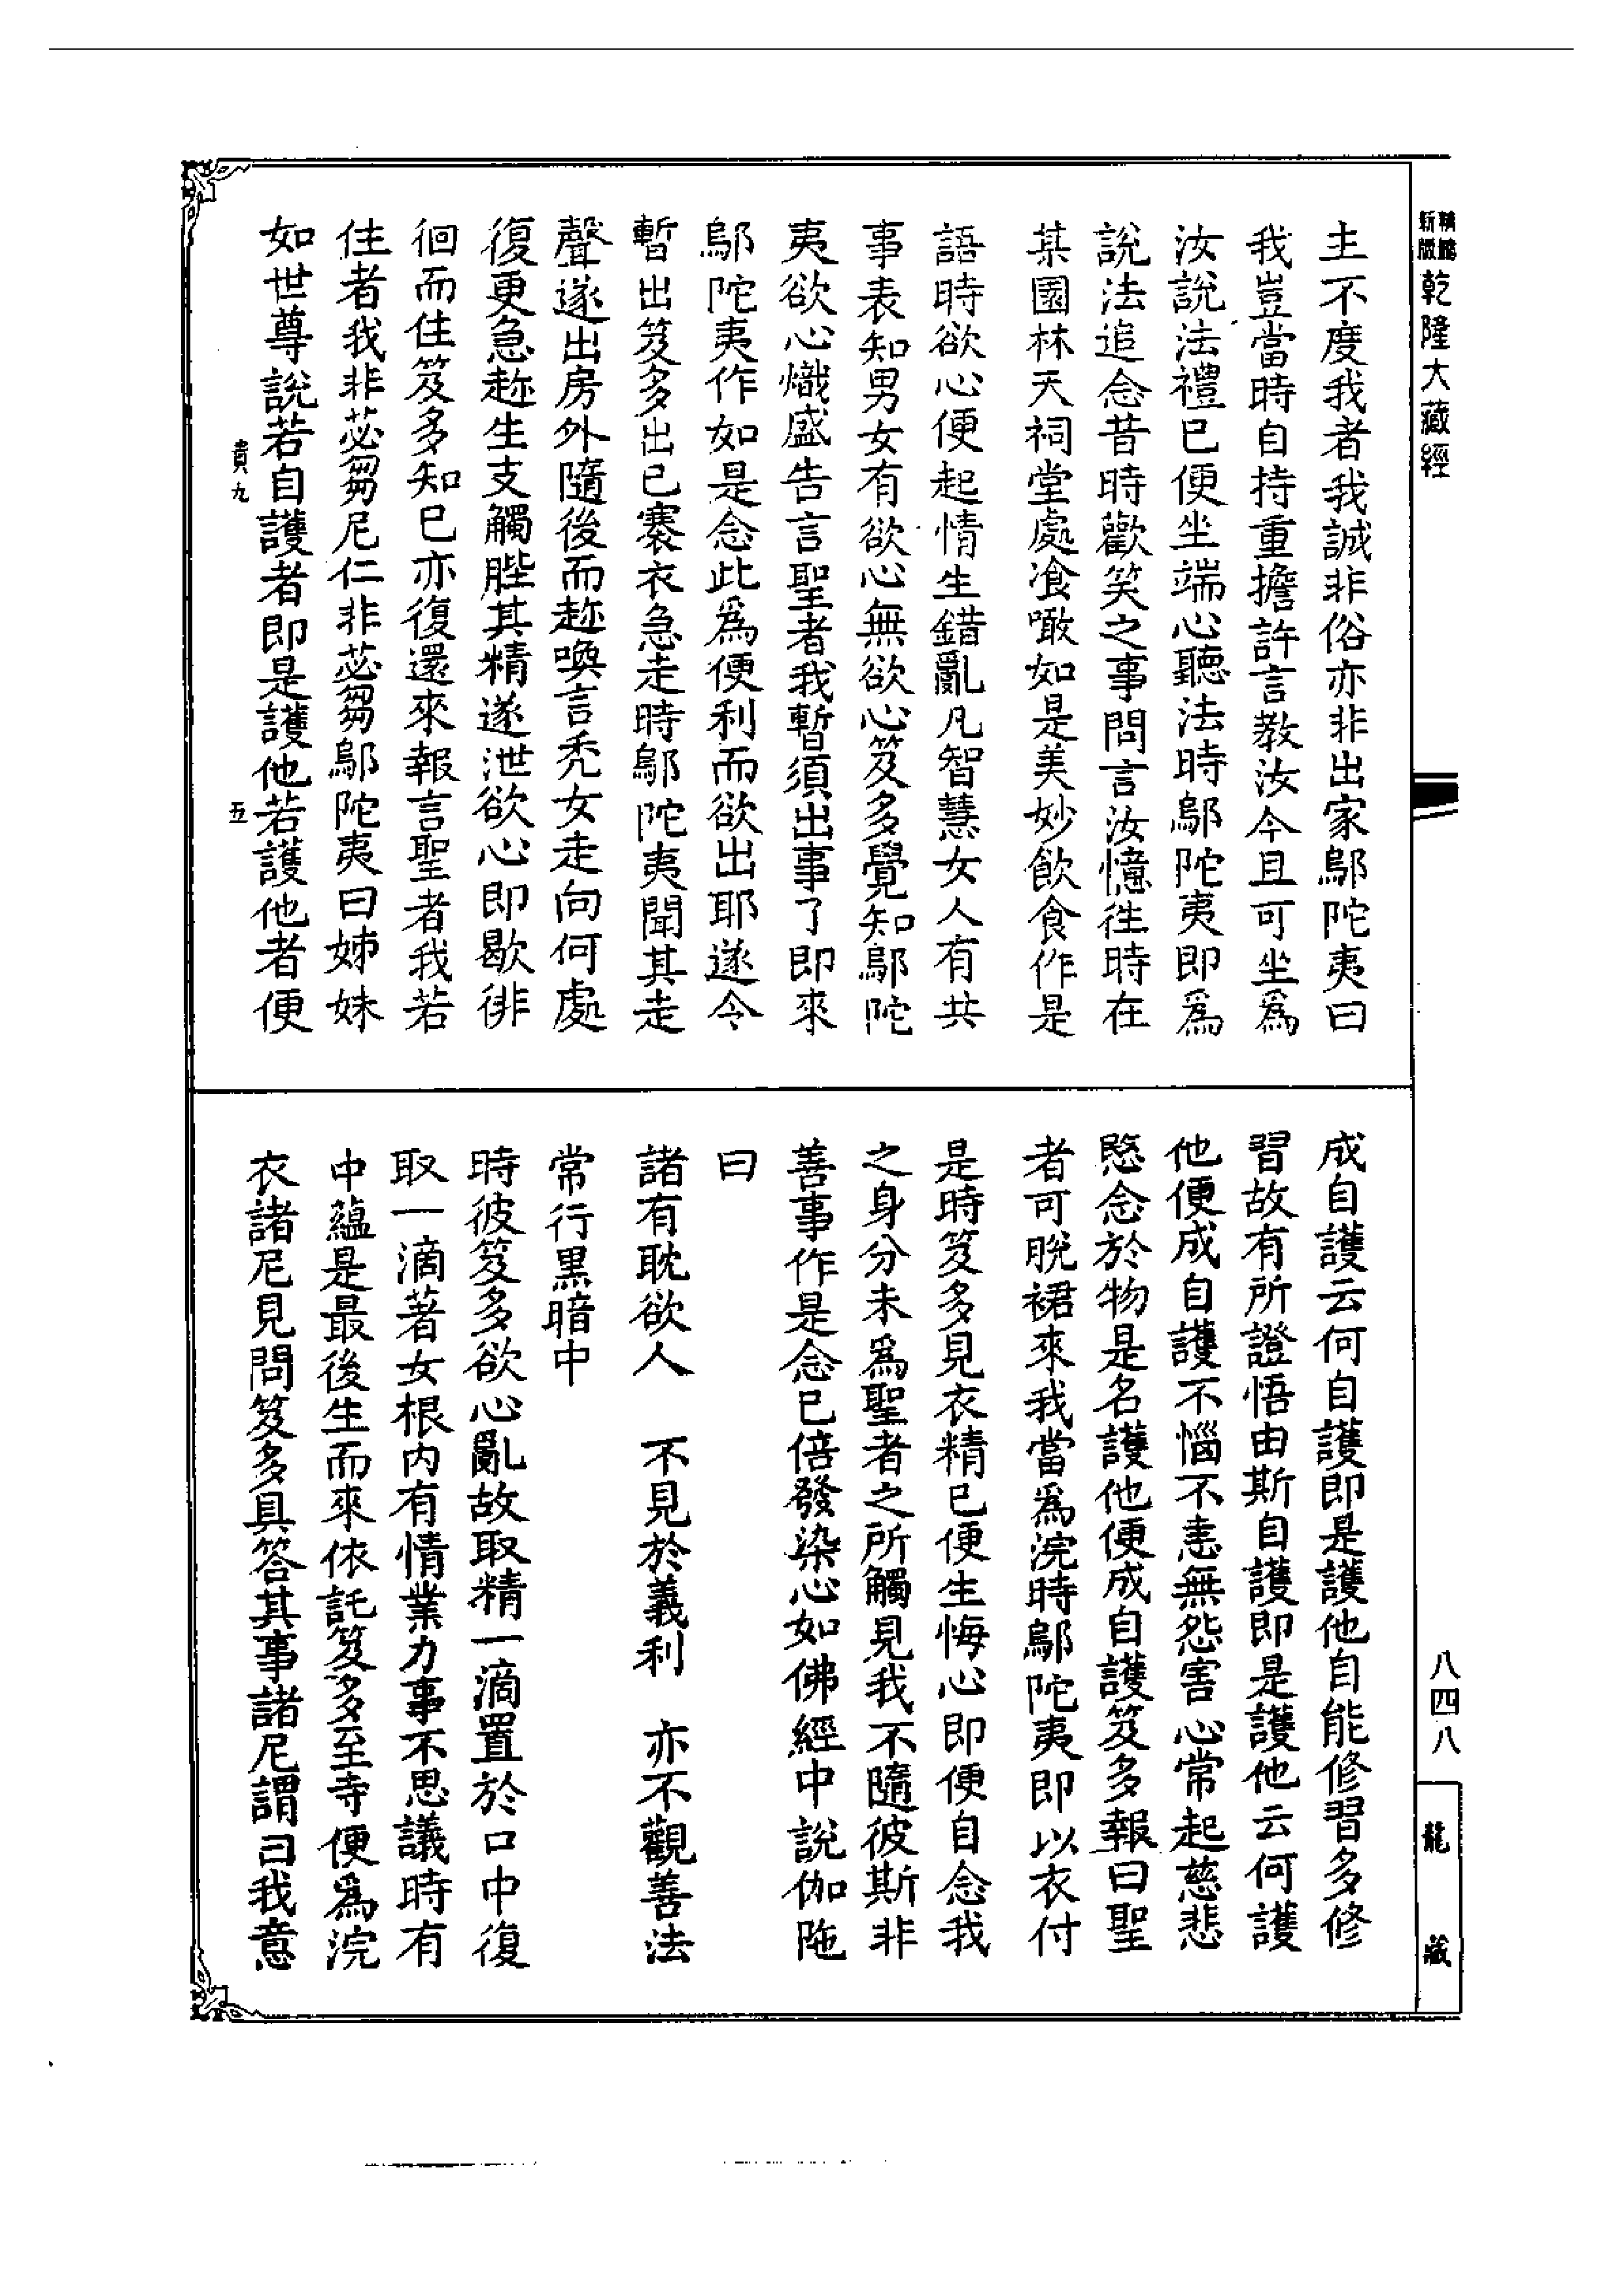 精縮新版 乾隆大藏經
主不度我者我誠非俗亦非出家鄔陀夷曰
我豈當時自持重擔許言教汝今且可坐為
汝說法禮已便坐端心聽法時鄔陀夷即為
說法追念昔時歡笑之事問言汝憶往時在
某園林天祠堂處飡噉如是美妙飲食作是
語時欲心便起情生錯亂凡智慧女人有共
事表知男女有欲心無欲心笈多覺知鄔陀
夷欲心熾盛告言聖者我暫須出事了即來
鄔陀夷作如是念此為便利而欲出耶遂令
暫出笈多出已褰衣急走時鄔陀夷聞其走
聲遂出房外隨後而趂喚言禿女走向何處
復更急趂生支觸䏶其精遂泄欲心即歇徘
徊而住笈多知已亦復還來報言聖者我若
住者我非苾芻尼仁非苾芻鄔陀夷曰姊妹
如世尊說若自護者即是護他若護他者便
貴九 五
成自護云何自護即是護他自能修習多修
習故有所證悟由斯自護即是護他云何護
他便成自護不惱不恚無怨害心常起慈悲
愍念於物是名護他便成自護笈多報曰聖
者可脫裙來我當為浣時鄔陀夷即以衣付
是時笈多見衣精已便生悔心即便自念我
之身分未為聖者之所觸見我不隨彼斯非
善事作是念已倍發染心如佛經中說伽陁
曰
諸有耽欲人 不見於義利 亦不觀善法
常行黑暗中
時彼笈多欲心亂故取精一滴置於口中復
取一滴著女根內有情業力事不思議時有
中蘊是最後生而來依託笈多至寺便為浣
衣諸尼見問笈多具答其事諸尼謂曰我意
八四八
龍藏